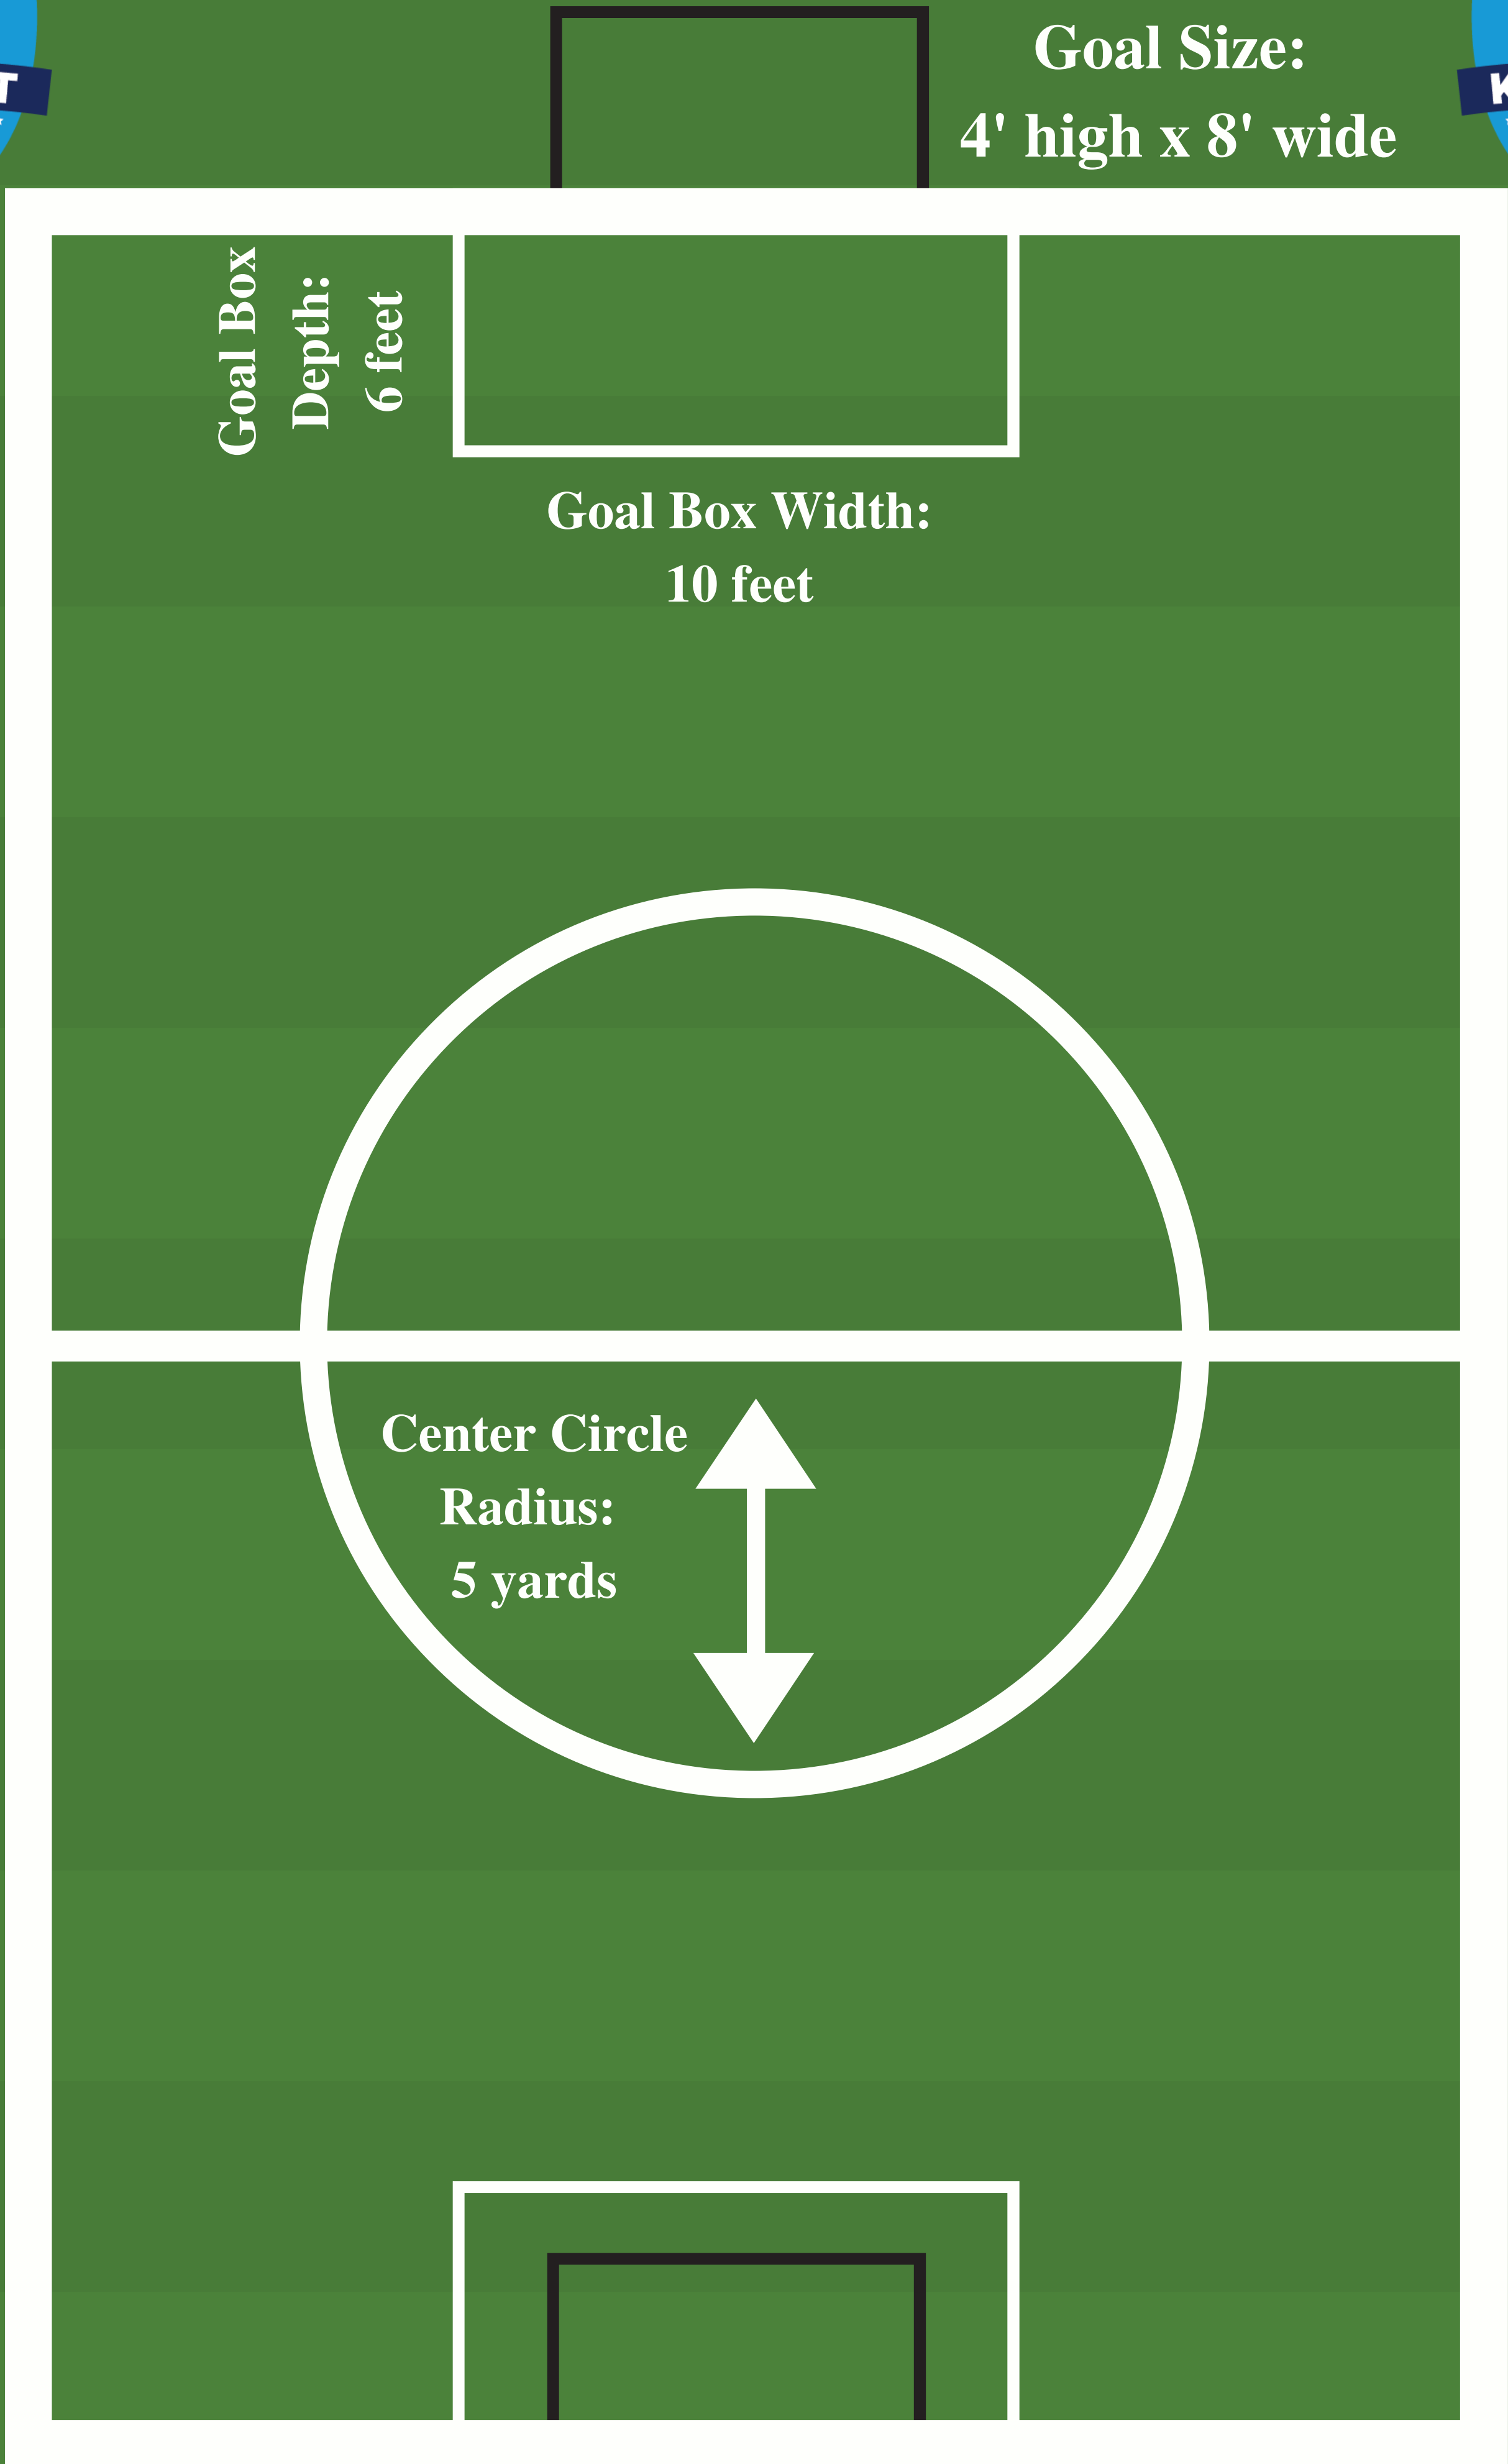 Goal Size:
4' high x 8' wide
Goal Box
Depth:
6 feet
Goal Box Width:
10 feet
Center Circle
Radius:
5 yards